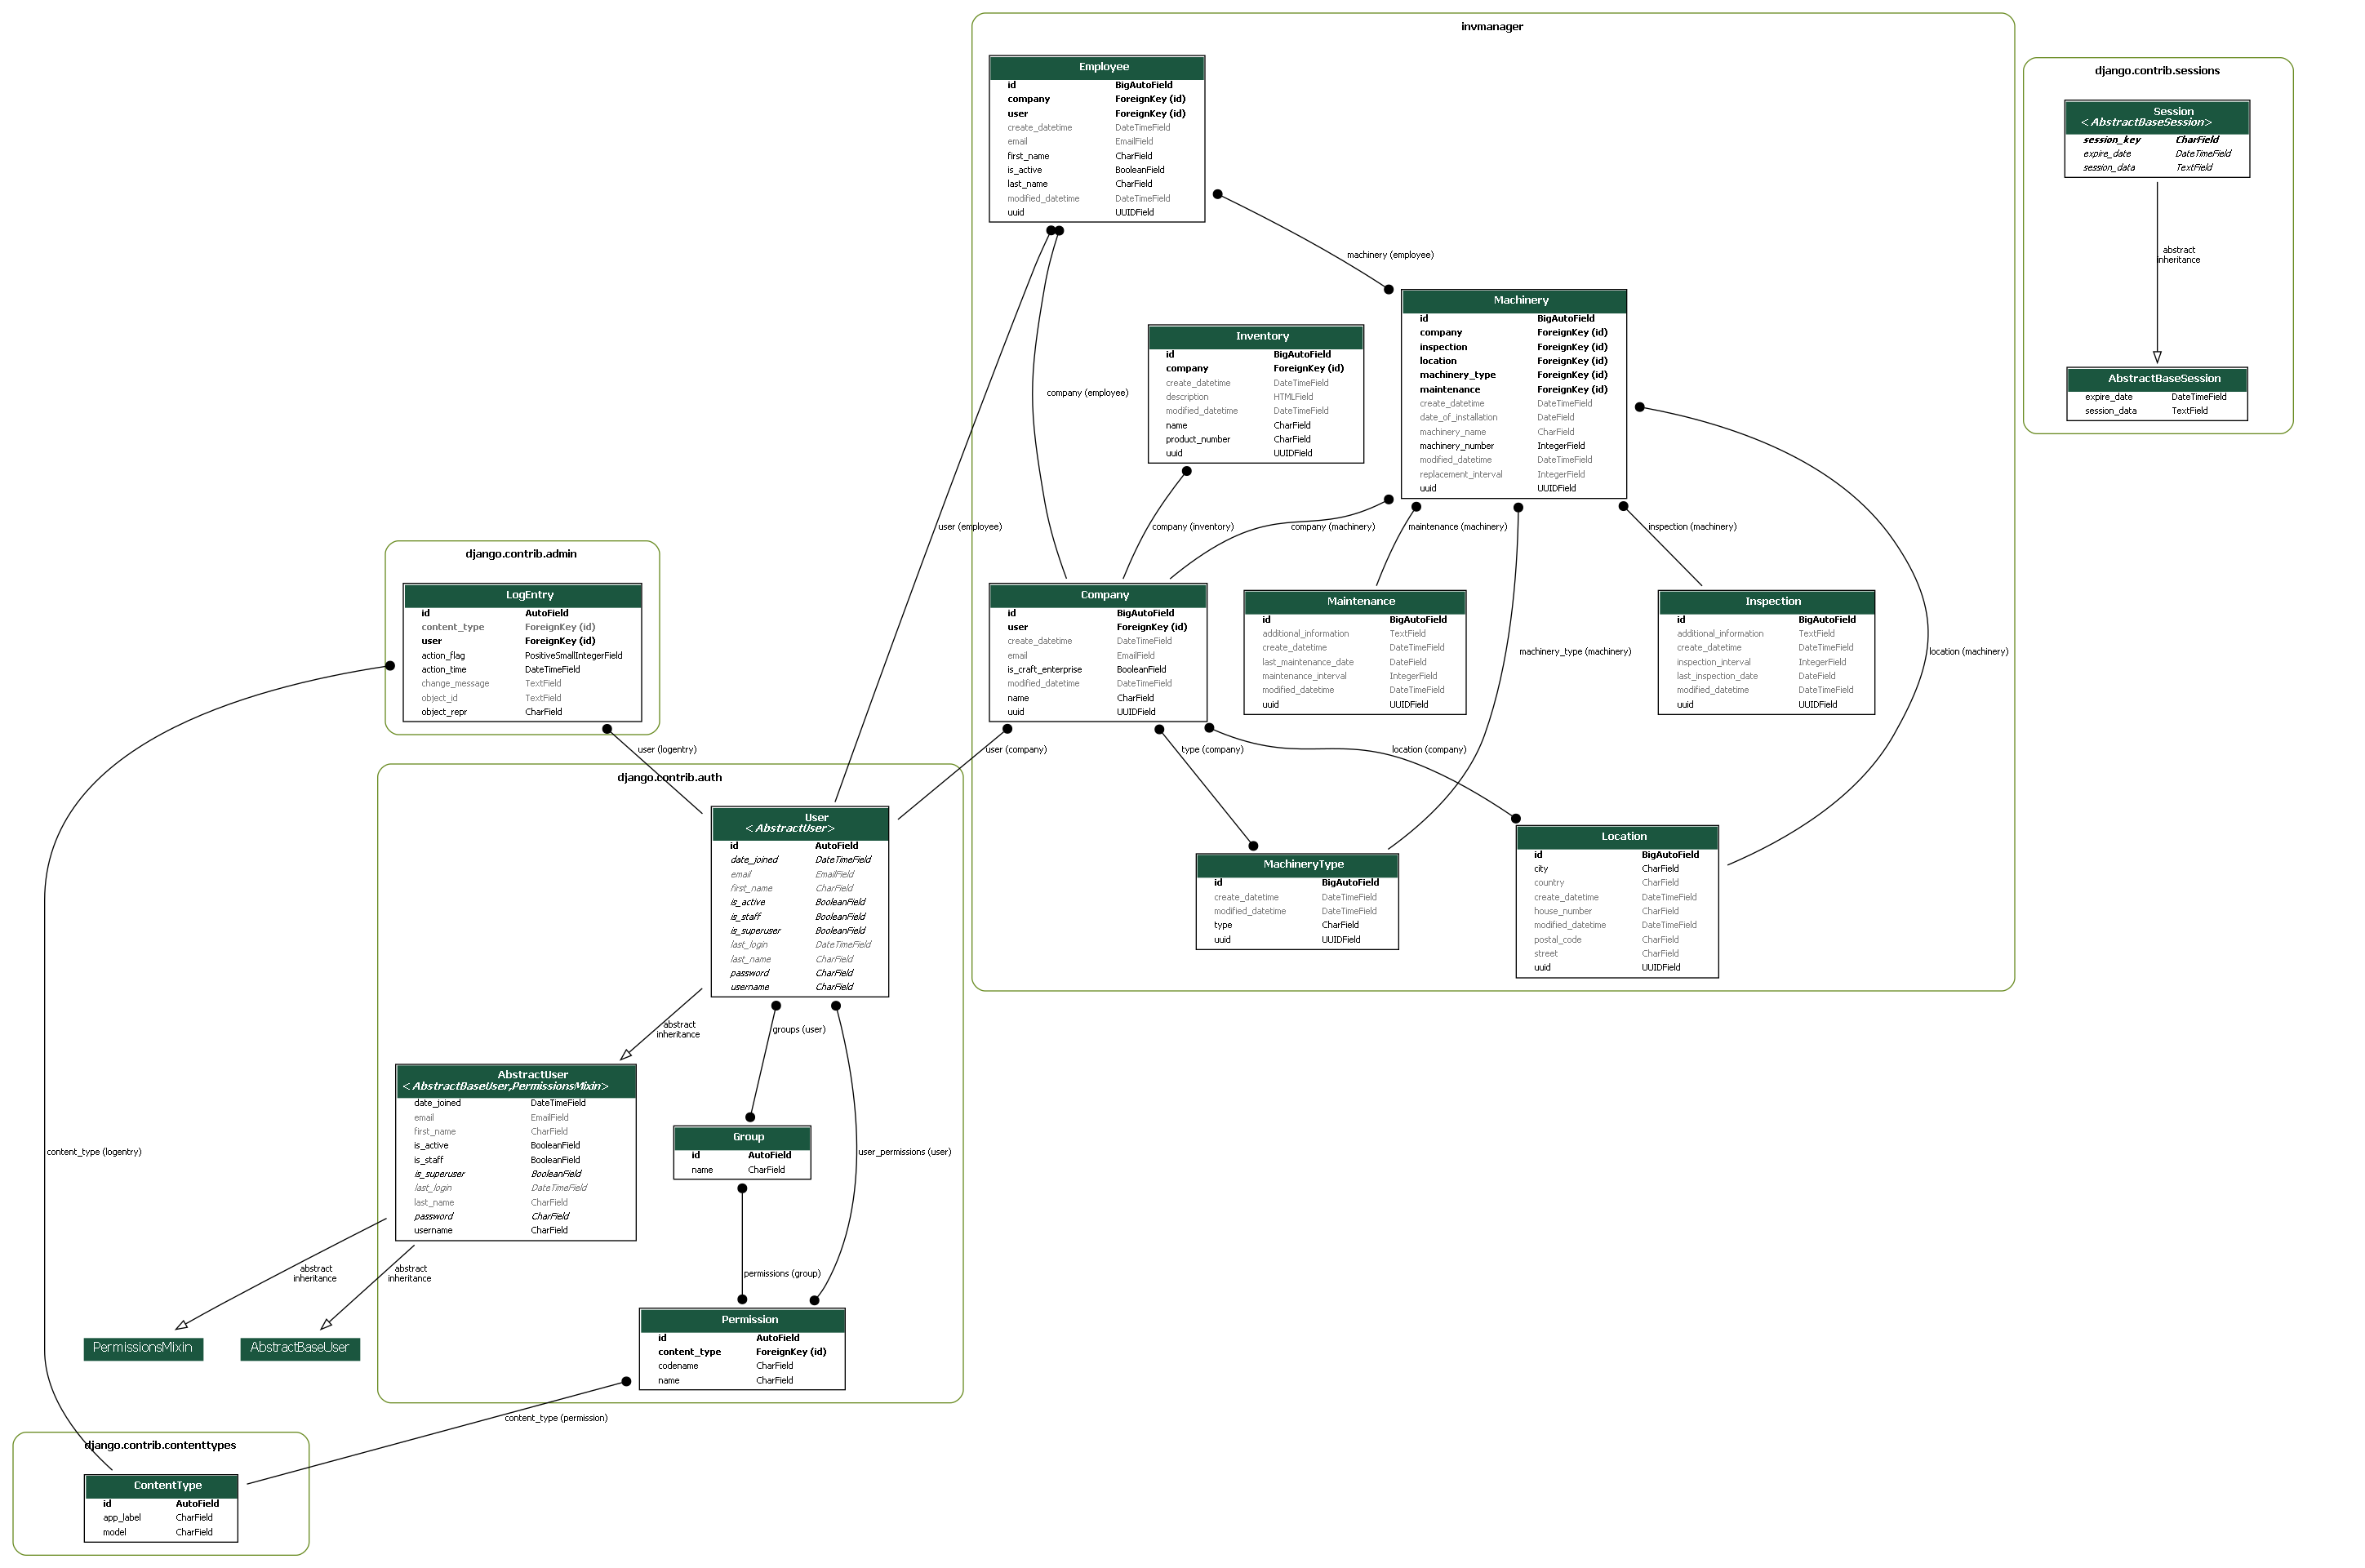 invmanager
Employee
id BigAutoField
company ForeignKey (id)
user ForeignKey (id)
create_datetime DateTimeField
email EmailField
first_name CharField
is_active BooleanField
last_name CharField
modified_datetime DateTimeField
uuid UUIDField
machinery (employee)
Machinery
id BigAutoField
company ForeignKey (id)
inspection ForeignKey (id)
location ForeignKey (id)
machinery_type ForeignKey (id)
maintenance ForeignKey (id)
create_datetime DateTimeField
date_of_installation DateField
machinery_name CharField
machinery_number IntegerField
modified_datetime DateTimeField
replacement_interval IntegerField
uuid UUIDField
Inventory
id BigAutoField
company ForeignKey (id)
create_datetime DateTimeField
description HTMLField
modified_datetime DateTimeField
name CharField
product_number CharField
uuid UUIDField
company (employee)
user (employee)
company (inventory)
company (machinery)
maintenance (machinery)
inspection (machinery)
Company
id BigAutoField
user ForeignKey (id)
create_datetime DateTimeField
email EmailField
is_craft_enterprise BooleanField
modified_datetime DateTimeField
name CharField
uuid UUIDField
Maintenance
id BigAutoField
additional_information TextField
create_datetime DateTimeField
last_maintenance_date DateField
maintenance_interval IntegerField
modified_datetime DateTimeField
uuid UUIDField
machinery_type (machinery)
Inspection
id BigAutoField
additional_information TextField
create_datetime DateTimeField
inspection_interval IntegerField
last_inspection_date DateField
modified_datetime DateTimeField
uuid UUIDField
location (machinery)
user (company)
type (company)
location (company)
MachineryType
id BigAutoField
create_datetime DateTimeField
modified_datetime DateTimeField
type CharField
uuid UUIDField
Location
id BigAutoField
city CharField
country CharField
create_datetime DateTimeField
house_number CharField
modified_datetime DateTimeField
postal_code CharField
street CharField
uuid UUIDField
django.contrib.sessions
Session
<AbstractBaseSession>
session_key CharField
expire_date DateTimeField
session_data TextField
abstract
inheritance
AbstractBaseSession
expire_date DateTimeField
session_data TextField
django.contrib.admin
LogEntry
id AutoField
content_type ForeignKey (id)
user ForeignKey (id)
action_flag PositiveSmallIntegerField
action_time DateTimeField
change_message TextField
object_id TextField
object_repr CharField
user (logentry)
django.contrib.auth
User
<AbstractUser>
id AutoField
date_joined DateTimeField
email EmailField
first_name CharField
is_active BooleanField
is_staff BooleanField
is_superuser BooleanField
last_login DateTimeField
last_name CharField
password CharField
username CharField
abstract
inheritance
groups (user)
AbstractUser
<AbstractBaseUser,PermissionsMixin>
date_joined DateTimeField
email EmailField
first_name CharField
is_active BooleanField
is_staff BooleanField
is_superuser BooleanField
last_login DateTimeField
last_name CharField
password CharField
username CharField
Group
id AutoField
name CharField
user_permissions (user)
content_type (logentry)
abstract
inheritance
abstract
inheritance
permissions (group)
PermissionsMixin
AbstractBaseUser
Permission
id AutoField
content_type ForeignKey (id)
codename CharField
name CharField
content_type (permission)
django.contrib.contenttypes
ContentType
id AutoField
app_label CharField
model CharField